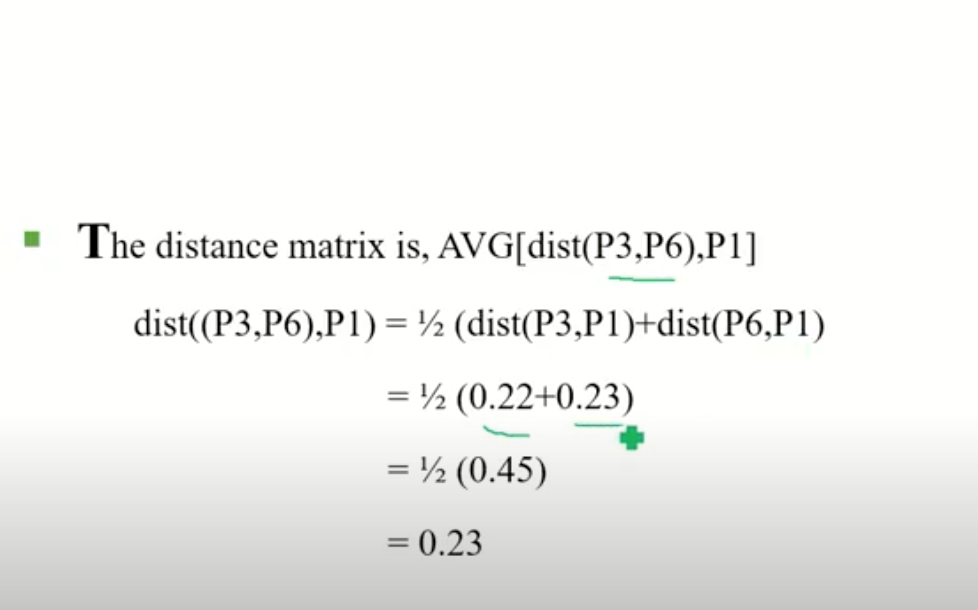 The distance matrix is, AVG[dist(P3,P6),P1]
dist((P3,P6),P1) = ½ (dist(P3,P1)+dist(P6,P1)
= ½ (0.22+0.23)
= ½ (0.45)
= 0.23